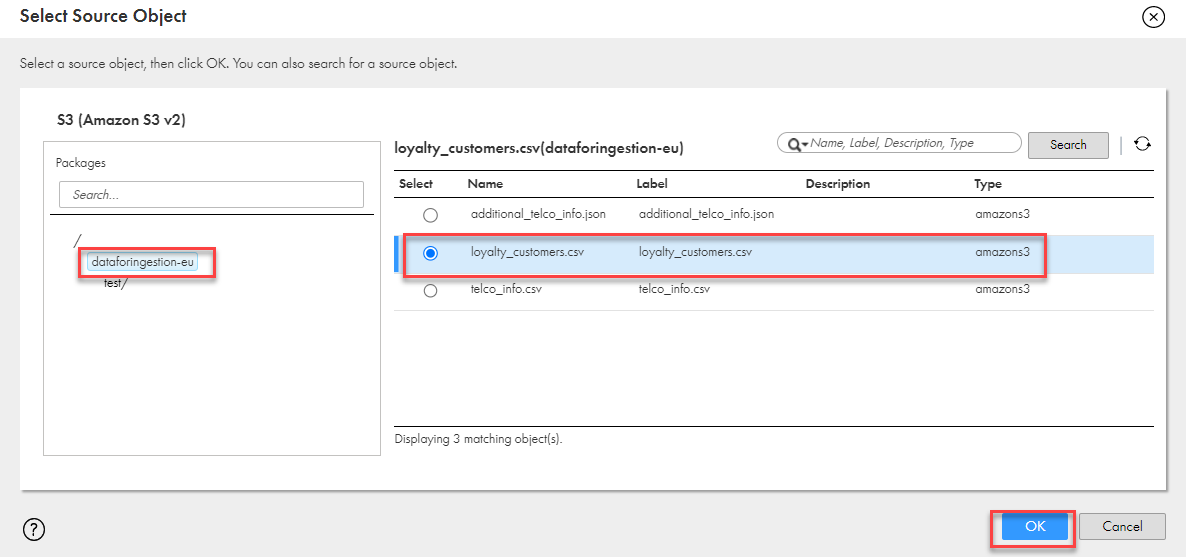 Select Source Object
Select a source object, then click OK. You can also search for a source object.
S3 (Amazon S3 v2)
Packages
Search...
/
dataforingestion-eu
test/
loyalty_customers.csv(dataforingestion-eu)
Name, Label, Description, Type
Search
Select Name Label Description Type
additional_telco_info.json additional_telco_info.json amazons3
loyalty_customers.csv loyalty_customers.csv amazons3
telco_info.csv telco_info.csv amazons3
Displaying 3 matching object(s).
?
OK
Cancel